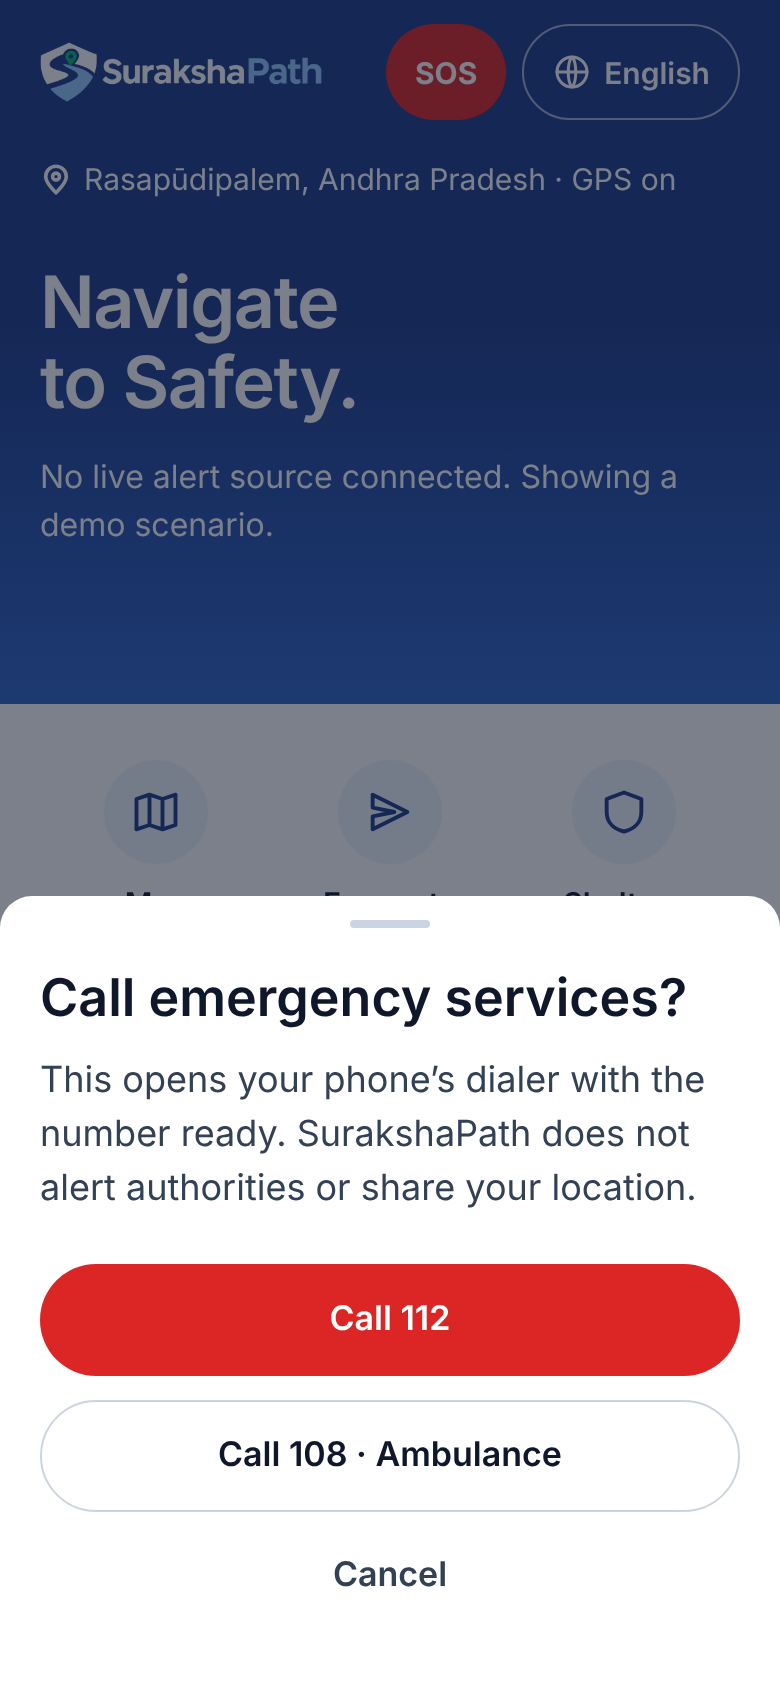 SurakshaPath
SOS
English
Rasapūdipalem, Andhra Pradesh · GPS on
Navigate
to Safety.
No live alert source connected. Showing a
demo scenario.
Call emergency services?
This opens your phone’s dialer with the
number ready. SurakshaPath does not
alert authorities or share your location.
Call 112
Call 108 · Ambulance
Cancel